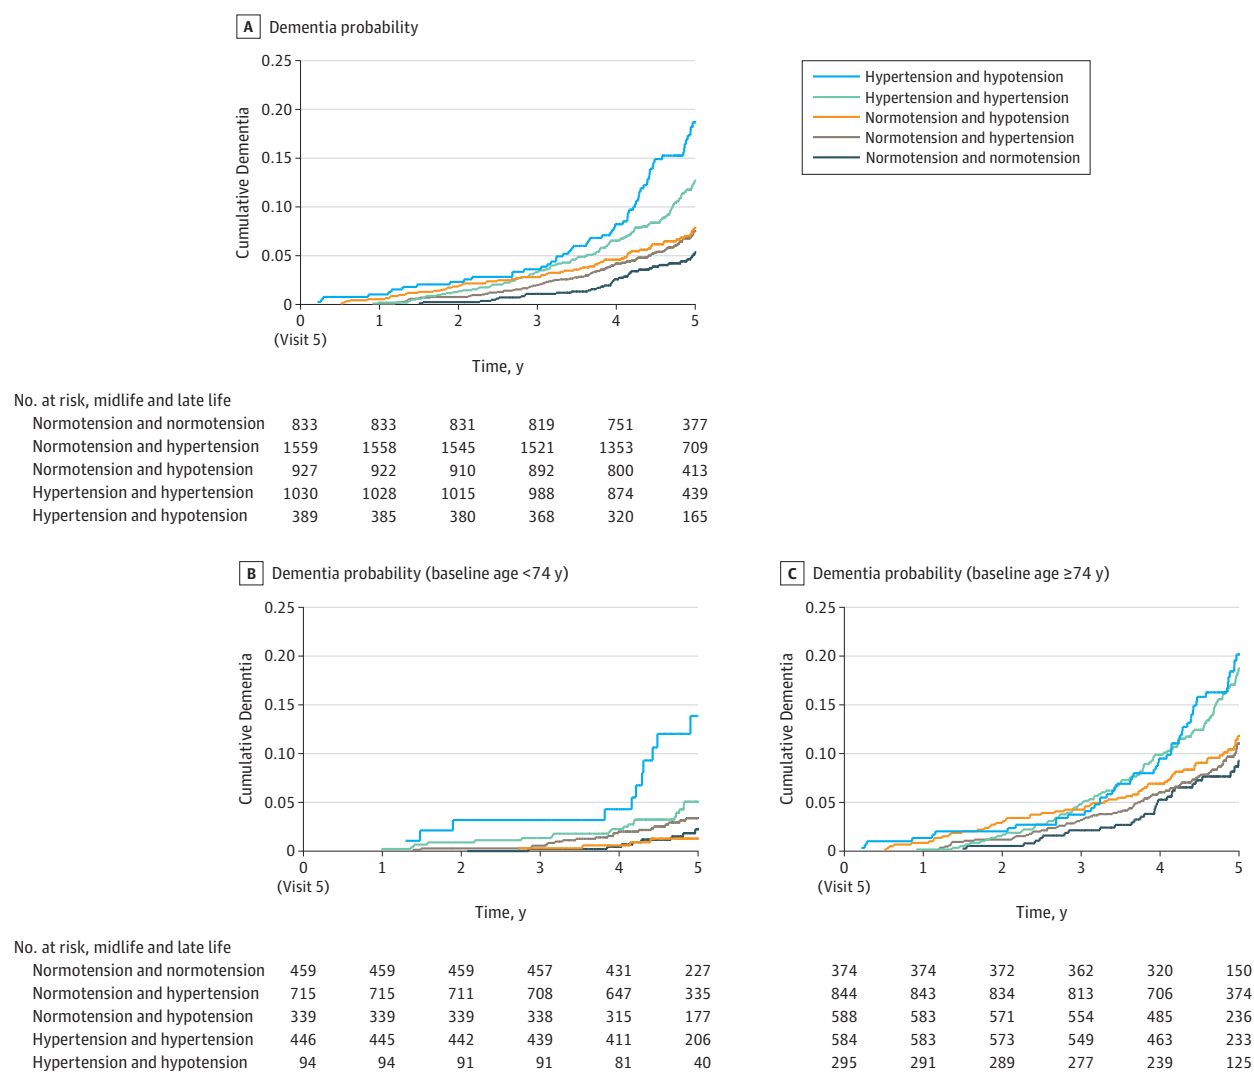 A Dementia probability
0.25
0.20
0.15
0.10
0.05
0
Cumulative Dementia
0 1 2 3 4 5
(Visit 5)
Time, y
Hypertension and hypotension
Hypertension and hypertension
Normotension and hypotension
Normotension and hypertension
Normotension and normotension
No. at risk, midlife and late life
Normotension and normotension 833 833 831 819 751 377
Normotension and hypertension 1559 1558 1545 1521 1353 709
Normotension and hypotension 927 922 910 892 800 413
Hypertension and hypertension 1030 1028 1015 988 874 439
Hypertension and hypotension 389 385 380 368 320 165
B Dementia probability (baseline age <74 y)
0.25
0.20
0.15
0.10
0.05
0
Cumulative Dementia
0 1 2 3 4 5
(Visit 5)
Time, y
C Dementia probability (baseline age ≥74 y)
0.25
0.20
0.15
0.10
0.05
0
Cumulative Dementia
0 1 2 3 4 5
(Visit 5)
Time, y
No. at risk, midlife and late life
Normotension and normotension 459 459 459 457 431 227 374 374 372 362 320 150
Normotension and hypertension 715 715 711 708 647 335 844 843 834 813 706 374
Normotension and hypotension 339 339 339 338 315 177 588 583 571 554 485 236
Hypertension and hypertension 446 445 442 439 411 206 584 583 573 549 463 233
Hypertension and hypotension 94 94 91 91 81 40 295 291 289 277 239 125